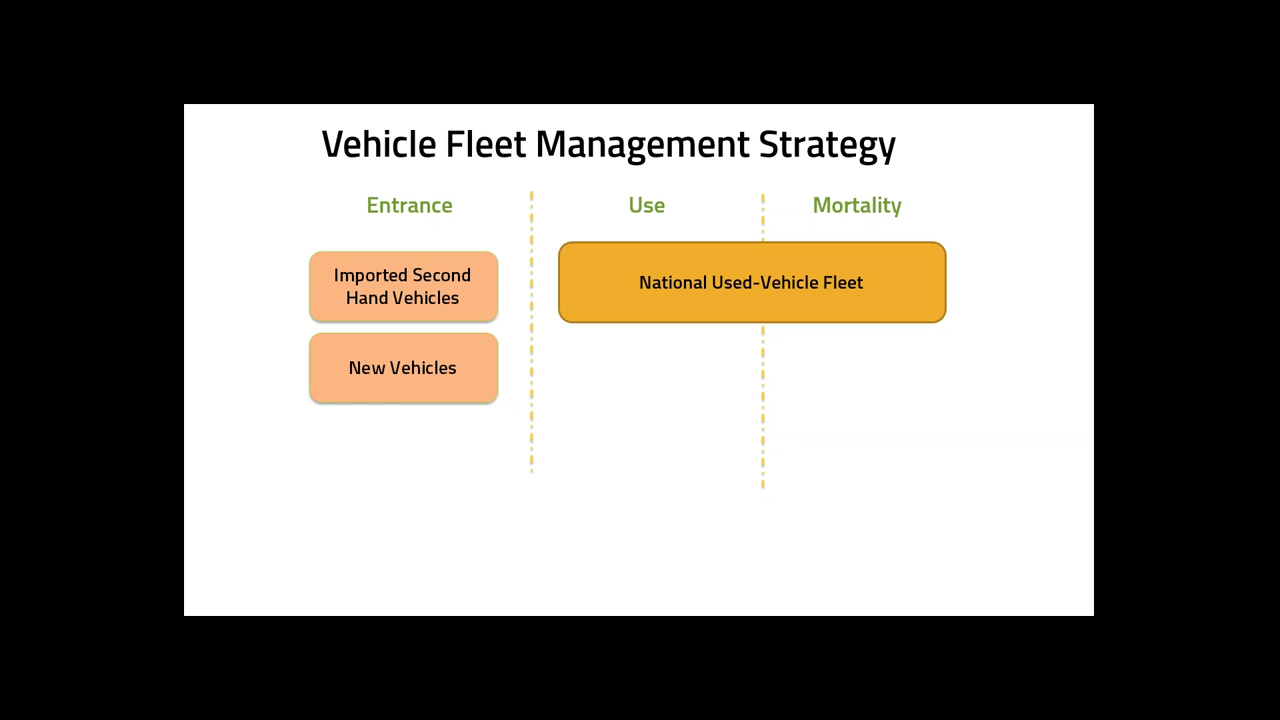 Vehicle Fleet Management Strategy
Entrance
Use
Mortality
Imported Second
Hand Vehicles
National Used-Vehicle Fleet
New Vehicles